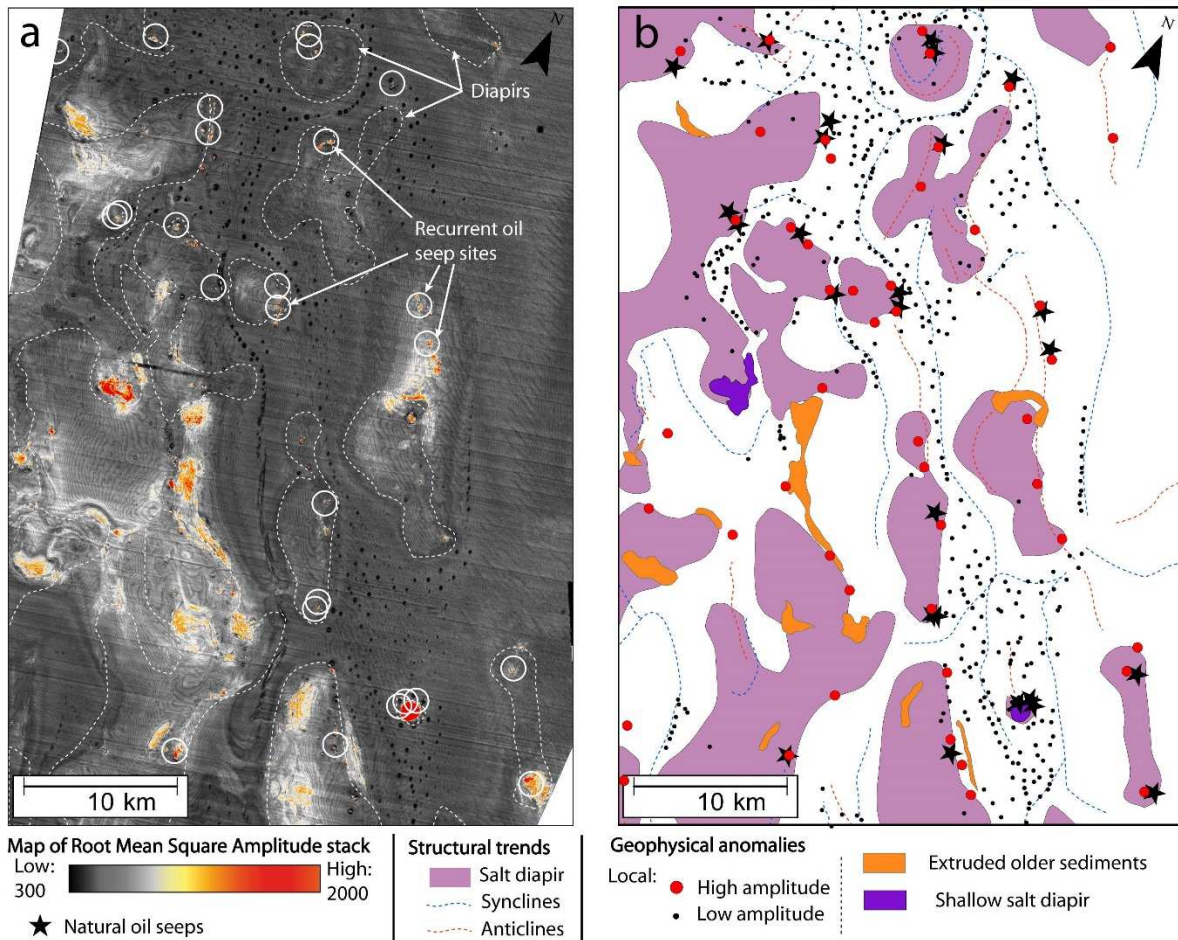 a
N
Diapirs
Recurrent oil
seep sites
10 km
b
N
10 km
Map of Root Mean Square Amplitude stack
Low:
300
High:
2000
Natural oil seeps
Structural trends
Salt diapir
Synclines
Anticlines
Geophysical anomalies
Local:
High amplitude
Low amplitude
Extruded older sediments
Shallow salt diapir